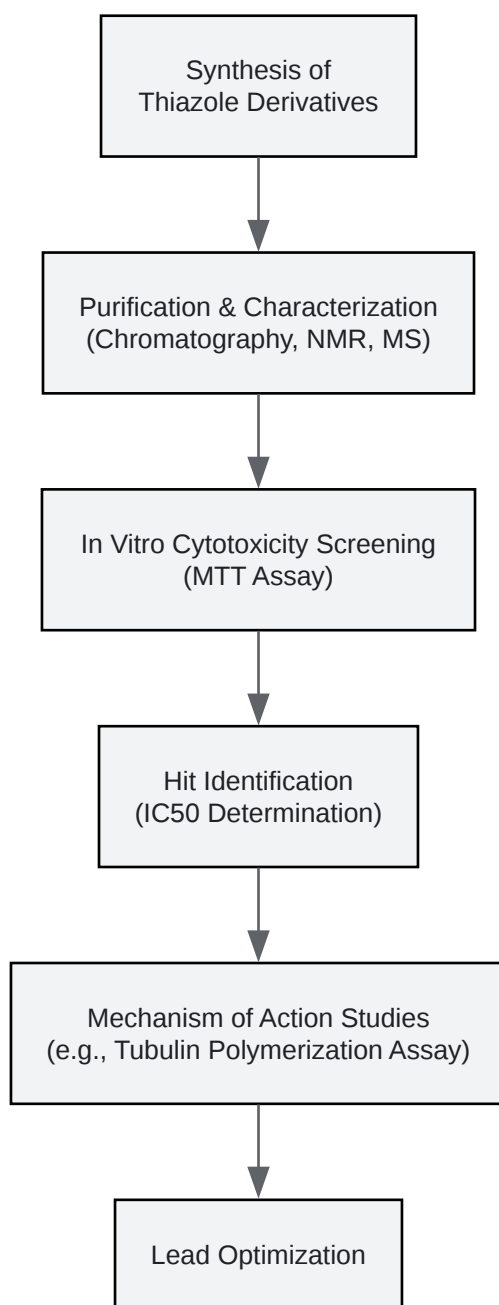 Synthesis of
Thiazole Derivatives
Purification & Characterization
(Chromatography, NMR, MS)
In Vitro Cytotoxicity Screening
(MTT Assay)
Hit Identification
(IC50 Determination)
Mechanism of Action Studies
(e.g., Tubulin Polymerization Assay)
Lead Optimization